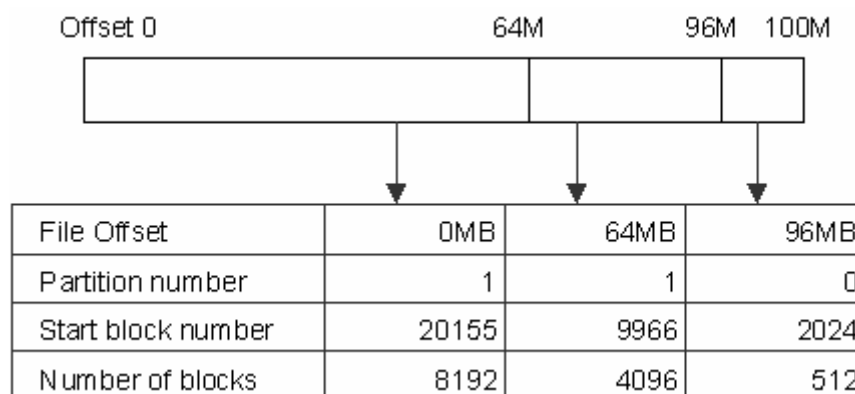 Offset 0 64M 96M 100M
File Offset 0MB 64MB 96MB
Partition number 1 1 0
Start block number 20155 9966 2024
Number of blocks 8192 4096 512